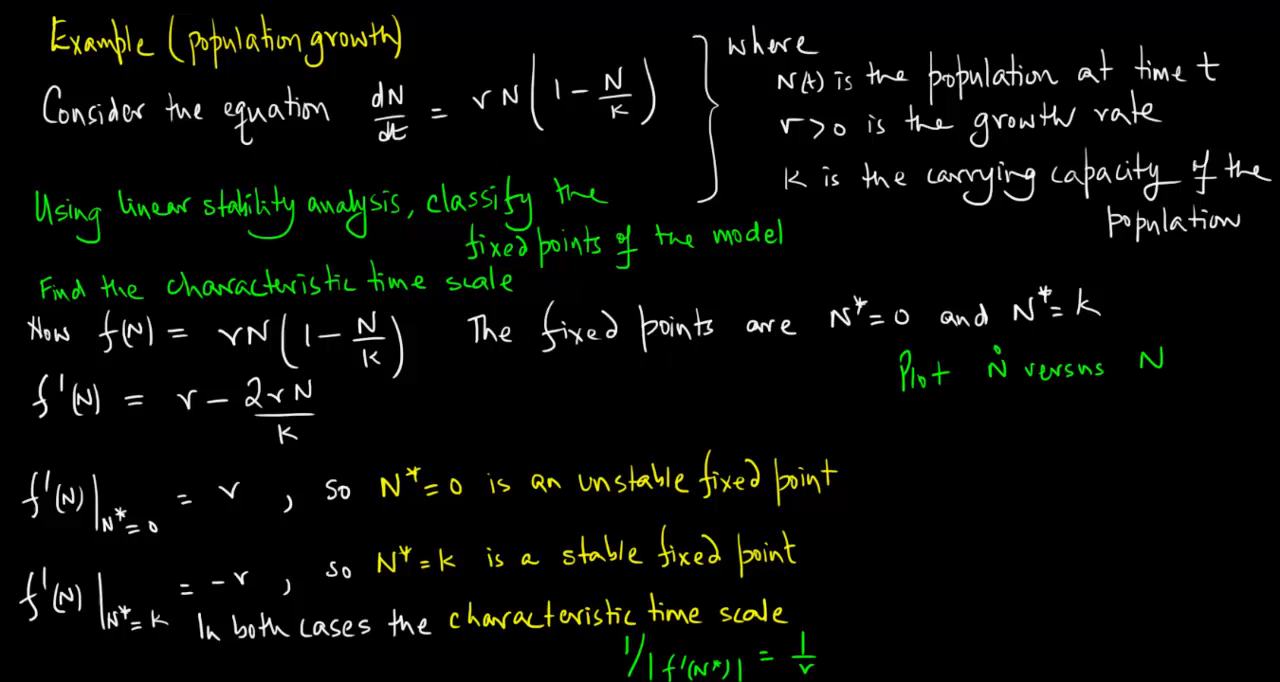 Example (population growth)
Consider the equation dN/dt = rN(1 - N/K)
where
N(t) is the population at time t
r>0 is the growth rate
K is the carrying capacity of the
population
Using linear stability analysis, classify the
fixed points of the model
Find the characteristic time scale
Now f(N) = rN(1 - N/K) The fixed points are N*=0 and N*=K
Plot Ṅ versus N
f'(N) = r - 2rN/K
f'(N)|N*=0 = r, so N*=0 is an unstable fixed point
f'(N)|N*=K = -r, so N*=K is a stable fixed point
In both cases the characteristic time scale
1/|f'(N*)| = 1/r